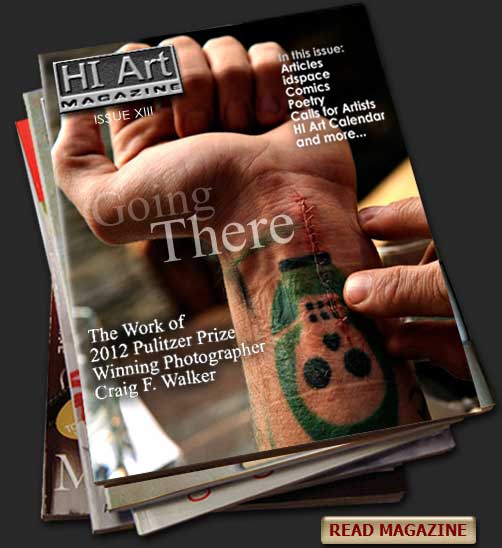 HI Art
MAGAZINE
ISSUE XIII
In this issue:
Articles
idspace
Comics
Poetry
Calls for Artists
HI Art Calendar
and more...
Going
There
The Work of
2012 Pulitzer Prize
Winning Photographer
Craig F. Walker
READ MAGAZINE